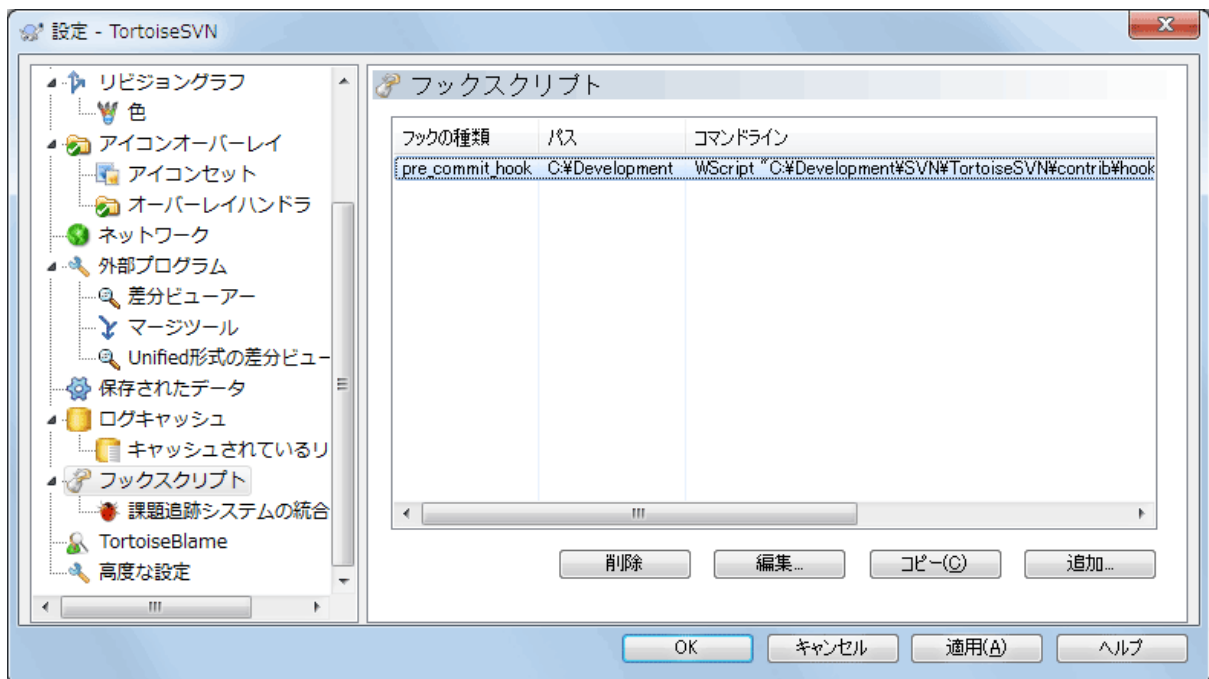 設定 - TortoiseSVN
リビジョングラフ
色
アイコンオーバーレイ
アイコンセット
オーバーレイハンドラ
ネットワーク
外部プログラム
差分ビューアー
マージツール
Unified形式の差分ビュー
保存されたデータ
ログキャッシュ
キャッシュされているリ
フックスクリプト
課題追跡システムの統合
TortoiseBlame
高度な設定
フックスクリプト
フックの種類 パス コマンドライン
pre_commit_hook C:¥Development WScript "C:¥Development¥SVN¥TortoiseSVN¥contrib¥hook
削除 編集... コピー(C) 追加...
OK キャンセル 適用(A) ヘルプ